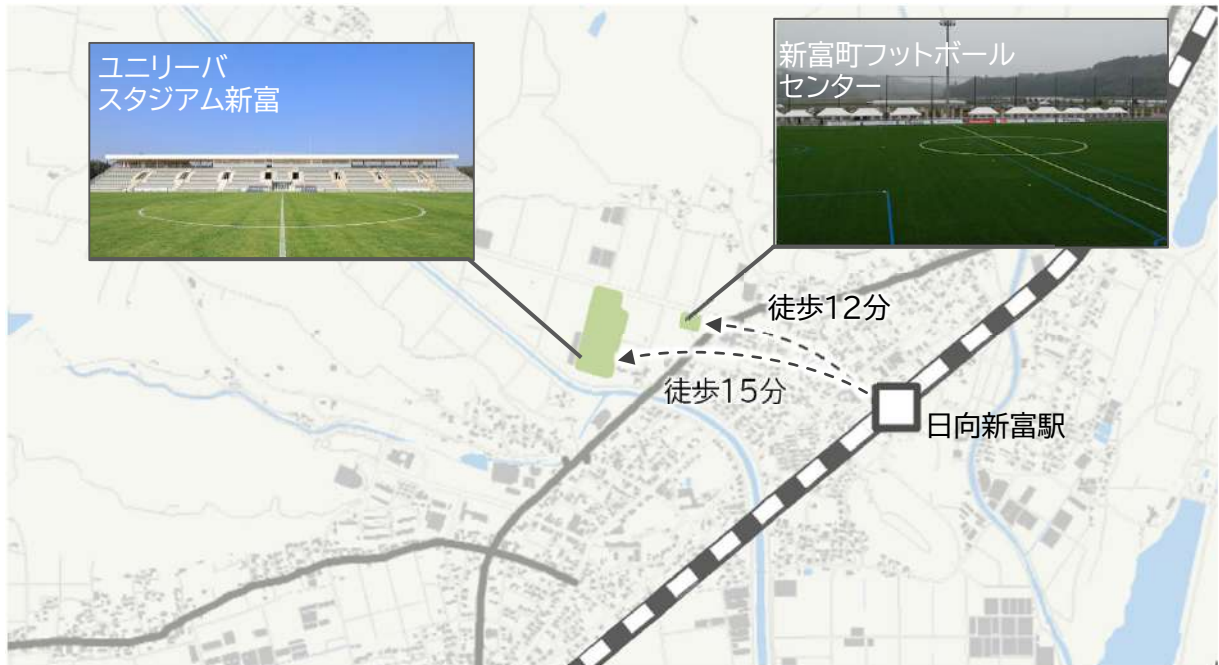 ユニリーバ
スタジアム新富
新富町フットボール
センター
徒歩12分
徒歩15分
日向新富駅